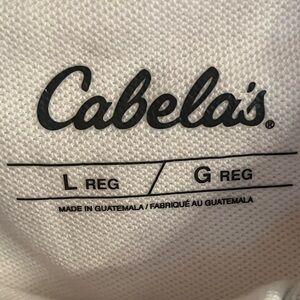 Cabela's®
L REG / G REG
MADE IN GUATEMALA / FABRIQUÉ AU GUATEMALA